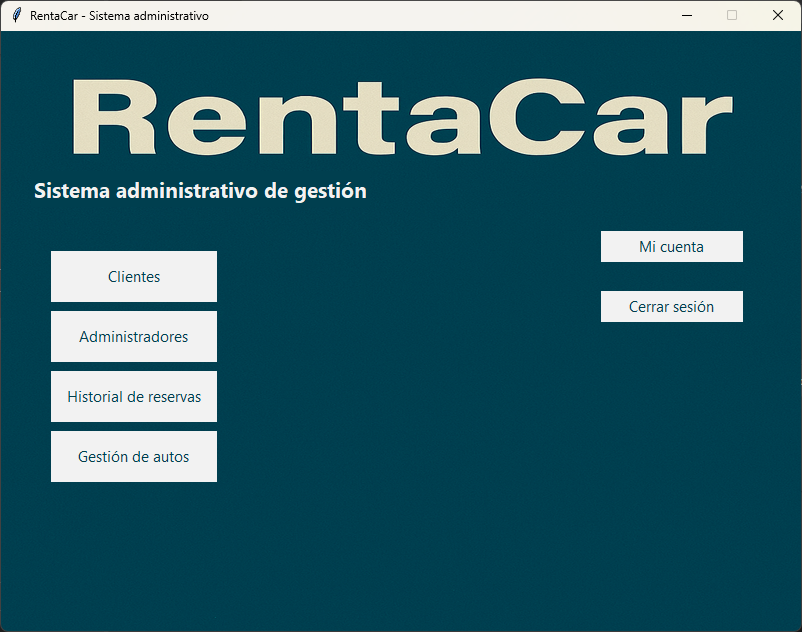 RentaCar - Sistema administrativo
RentaCar
Sistema administrativo de gestión
Mi cuenta
Clientes
Cerrar sesión
Administradores
Historial de reservas
Gestión de autos